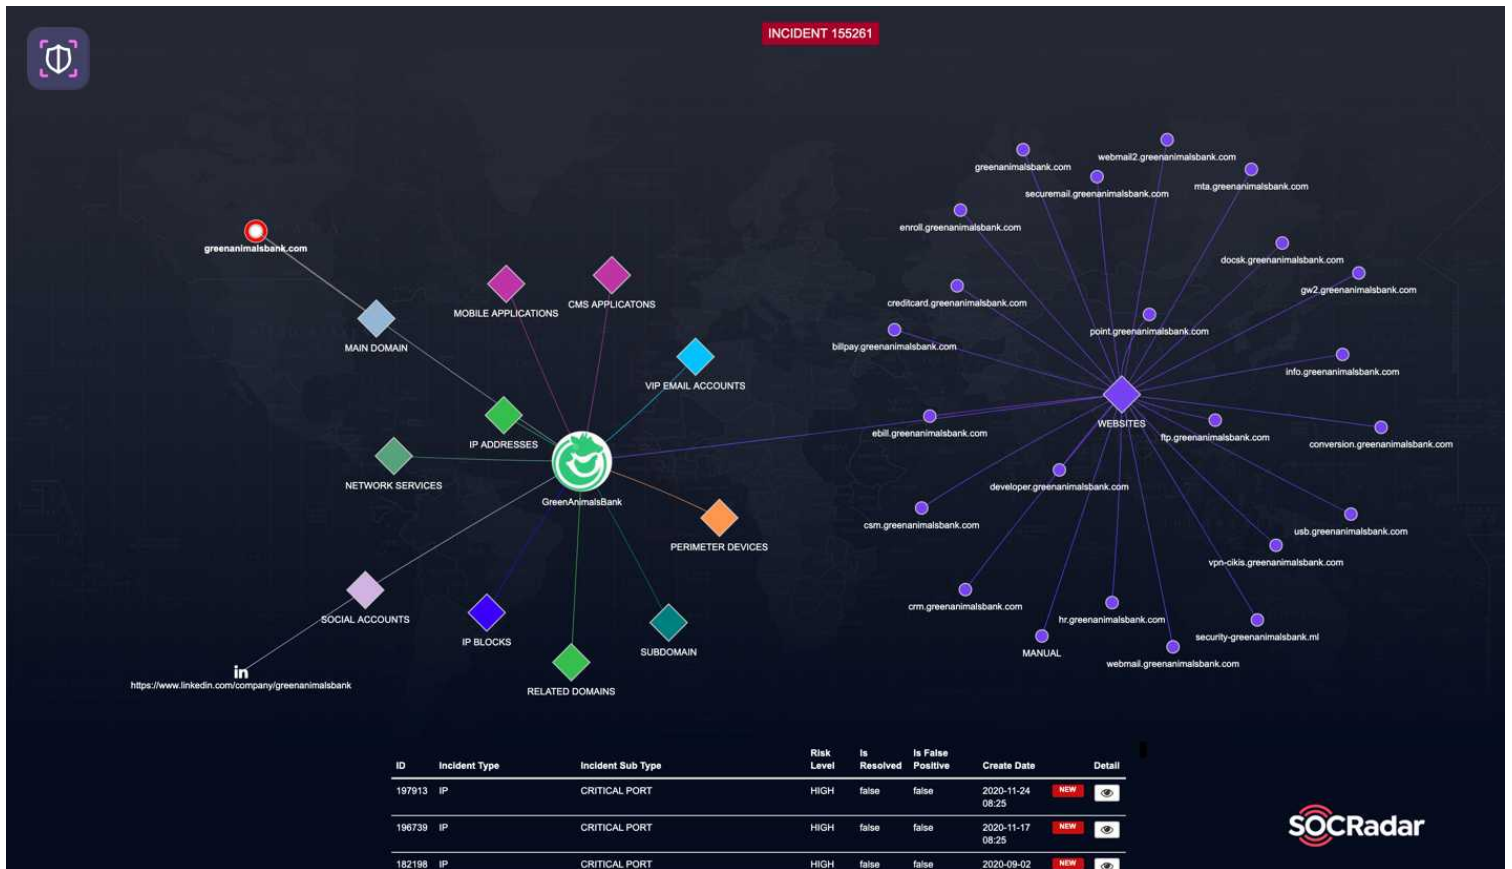 INCIDENT 155261
greenanimalsbank.com
webmail2.greenanimalsbank.com
securemail.greenanimalsbank.com
mta.greenanimalsbank.com
enroll.greenanimalsbank.com
greenanimalsbank.com
docsk.greenanimalsbank.com
gw2.greenanimalsbank.com
creditcard.greenanimalsbank.com
CMS APPLICATONS
MOBILE APPLICATIONS
point.greenanimalsbank.com
MAIN DOMAIN
billpay.greenanimalsbank.com
info.greenanimalsbank.com
VIP EMAIL ACCOUNTS
WEBSITES
IP ADDRESSES
ebill.greenanimalsbank.com
ftp.greenanimalsbank.com
conversion.greenanimalsbank.com
NETWORK SERVICES
developer.greenanimalsbank.com
GreenAnimalsBank
csm.greenanimalsbank.com
usb.greenanimalsbank.com
PERIMETER DEVICES
vpn-cikis.greenanimalsbank.com
crm.greenanimalsbank.com
SOCIAL ACCOUNTS
hr.greenanimalsbank.com
security-greenanimalsbank.ml
IP BLOCKS
SUBDOMAIN
MANUAL
webmail.greenanimalsbank.com
in
https://www.linkedin.com/company/greenanimalsbank
RELATED DOMAINS
ID Incident Type Incident Sub Type Risk Level Is Resolved Is False Positive Create Date Detail
197913 IP CRITICAL PORT HIGH false false 2020-11-24 08:25 NEW
196739 IP CRITICAL PORT HIGH false false 2020-11-17 08:25 NEW
182198 IP CRITICAL PORT HIGH false false 2020-09-02 NEW
SOCRadar